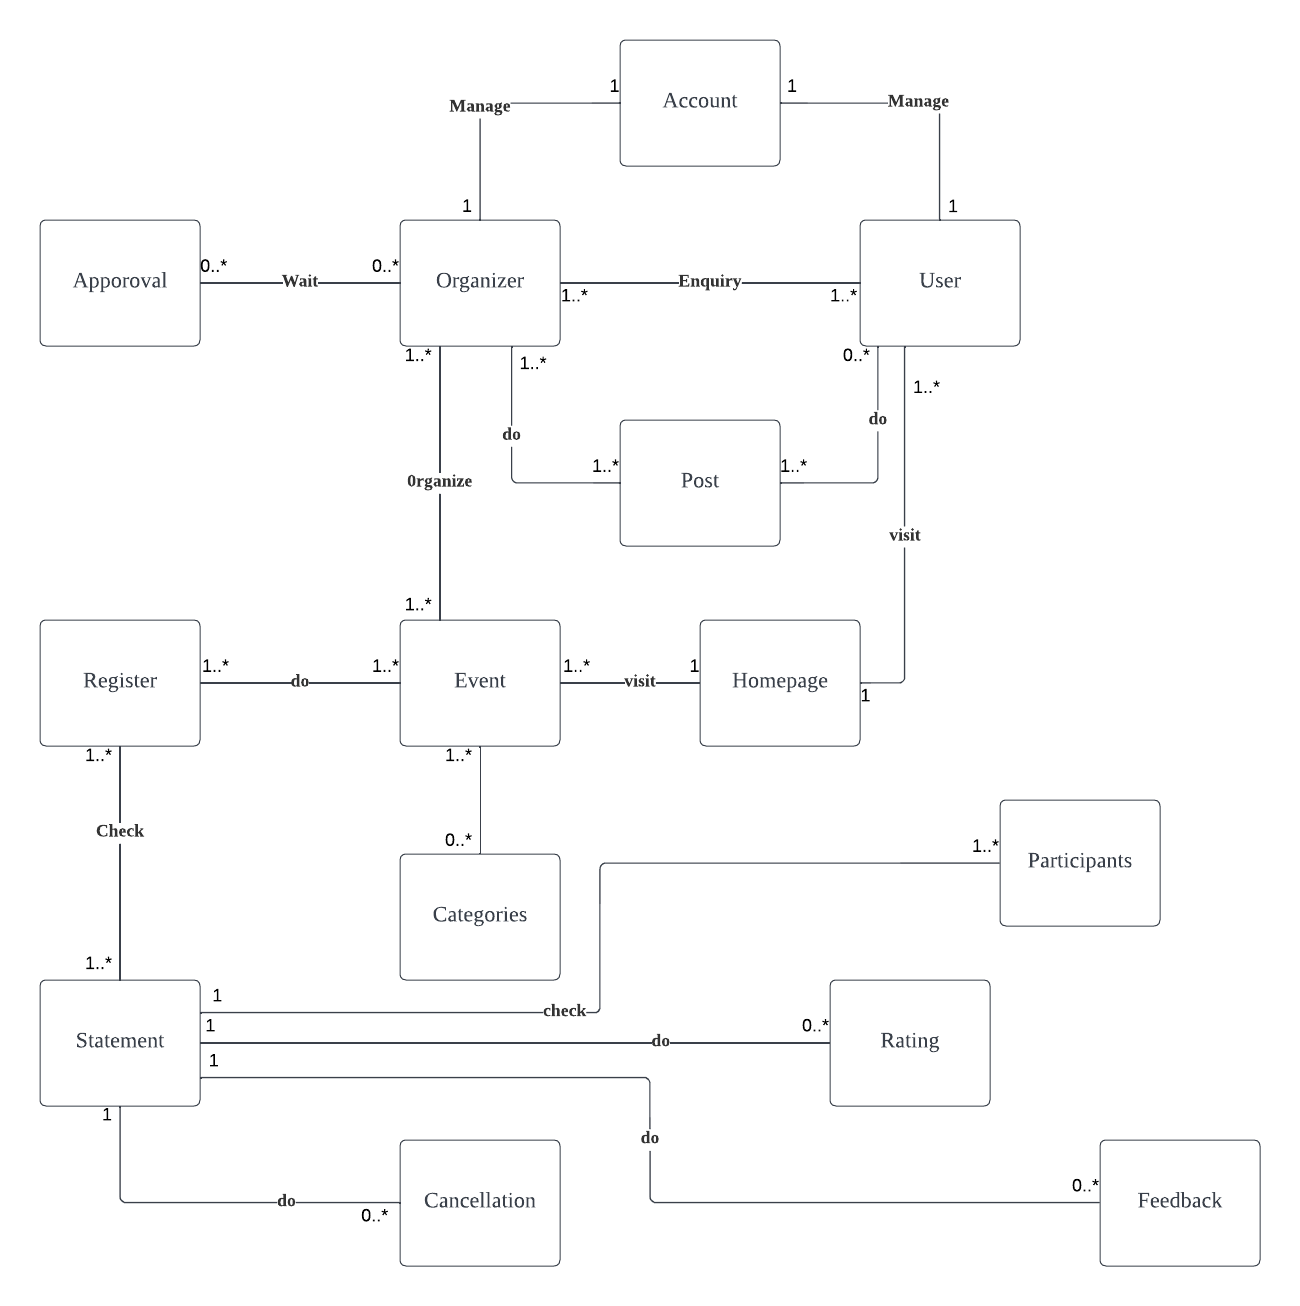 Account
1
1
Manage
Manage
1
1
Apporoval
0..*
Wait
0..*
Organizer
1..*
Enquiry
1..*
User
1..*
1..*
0..*
1..*
do
do
1..*
Post
1..*
0rganize
visit
1..*
Register
1..*
do
1..*
Event
1..*
visit
1
Homepage
1
1..*
1..*
Check
0..*
Categories
1..*
Participants
1..*
Statement
1
check
1
do
0..*
Rating
1
1
do
do
0..*
Cancellation
0..*
Feedback